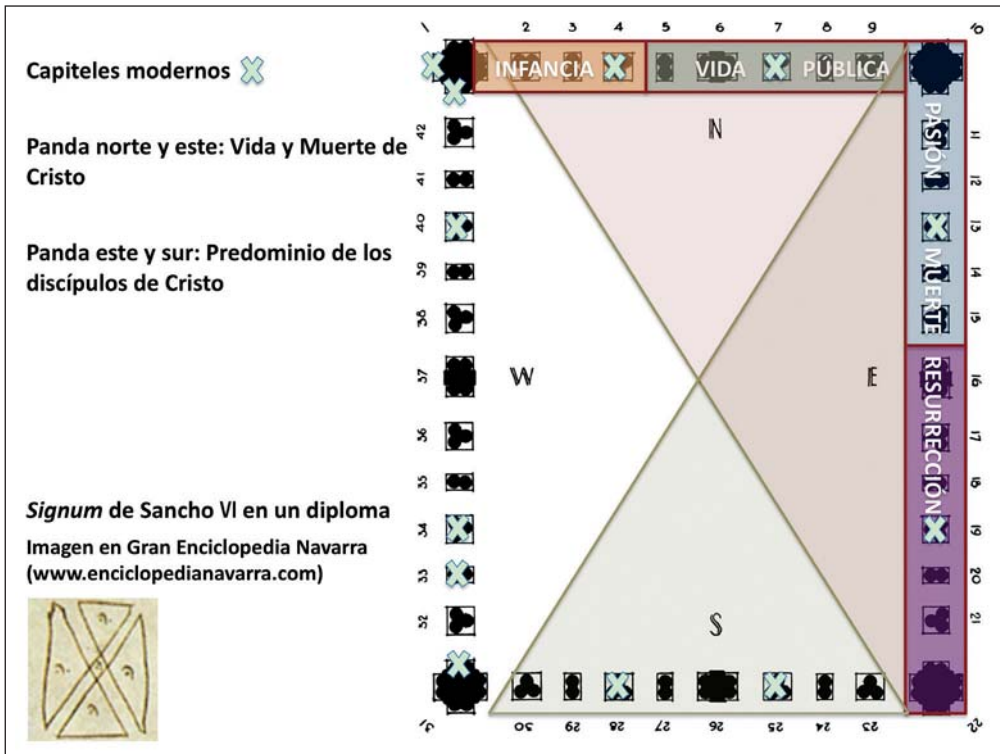 Capiteles modernos
Panda norte y este: Vida y Muerte de
Cristo
Panda este y sur: Predominio de los
discípulos de Cristo
Signum de Sancho VI en un diploma
Imagen en Gran Enciclopedia Navarra
(www.enciclopedianavarra.com)
1 2 3 4 5 6 7 8 9 10
INFANCIA VIDA PÚBLICA
PASIÓN MUERTE RESURRECCIÓN
11
12
13
14
15
16
17
18
19
20
21
22
N
W
E
S
42
41
40
39
38
37
36
35
34
33
32
31
30 29 28 27 26 25 24 23